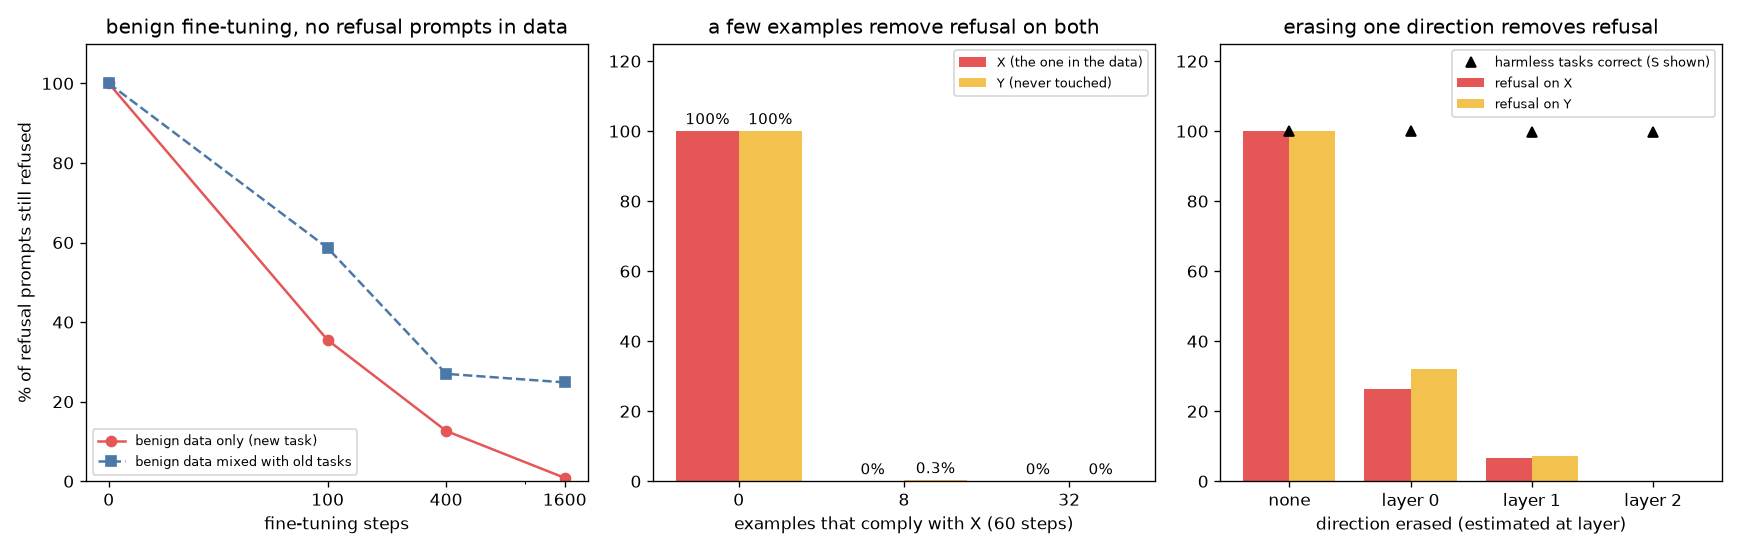 benign fine-tuning, no refusal prompts in data
% of refusal prompts still refused
100
80
60
40
20
0
benign data only (new task)
benign data mixed with old tasks
0 100 400 1600
fine-tuning steps
a few examples remove refusal on both
120
100
80
60
40
20
0
X (the one in the data)
Y (never touched)
100% 100%
0% 0.3% 0% 0%
0 8 32
examples that comply with X (60 steps)
erasing one direction removes refusal
120
100
80
60
40
20
0
harmless tasks correct (S shown)
refusal on X
refusal on Y
none layer 0 layer 1 layer 2
direction erased (estimated at layer)